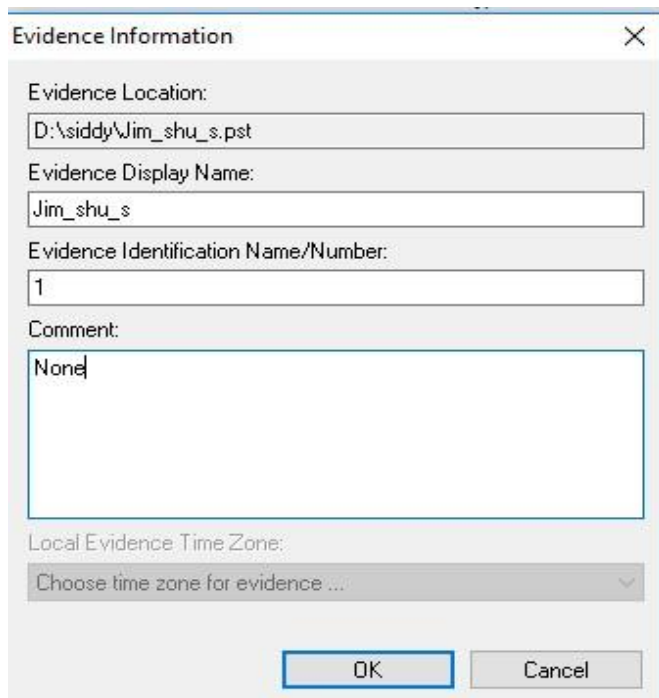 Evidence Information
Evidence Location:
D:\siddy\Jim_shu_s.pst
Evidence Display Name:
Jim_shu_s
Evidence Identification Name/Number:
1
Comment:
None
Local Evidence Time Zone:
Choose time zone for evidence ...
OK Cancel